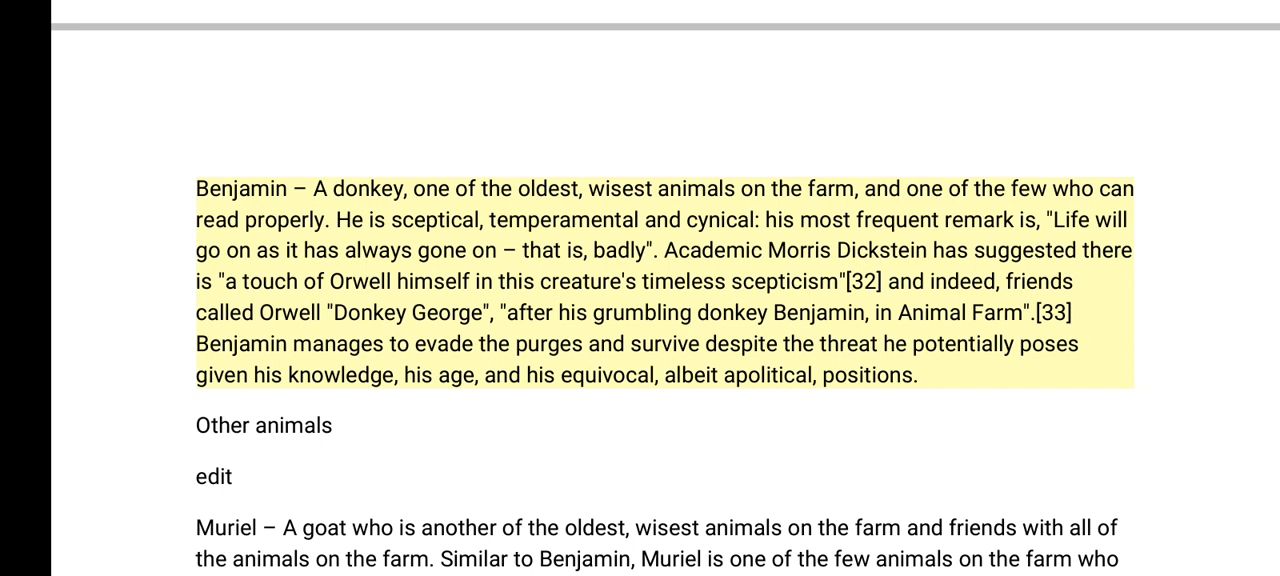 Benjamin – A donkey, one of the oldest, wisest animals on the farm, and one of the few who can
read properly. He is sceptical, temperamental and cynical: his most frequent remark is, "Life will
go on as it has always gone on – that is, badly". Academic Morris Dickstein has suggested there
is "a touch of Orwell himself in this creature's timeless scepticism"[32] and indeed, friends
called Orwell "Donkey George", "after his grumbling donkey Benjamin, in Animal Farm".[33]
Benjamin manages to evade the purges and survive despite the threat he potentially poses
given his knowledge, his age, and his equivocal, albeit apolitical, positions.
Other animals
edit
Muriel – A goat who is another of the oldest, wisest animals on the farm and friends with all of
the animals on the farm. Similar to Benjamin, Muriel is one of the few animals on the farm who